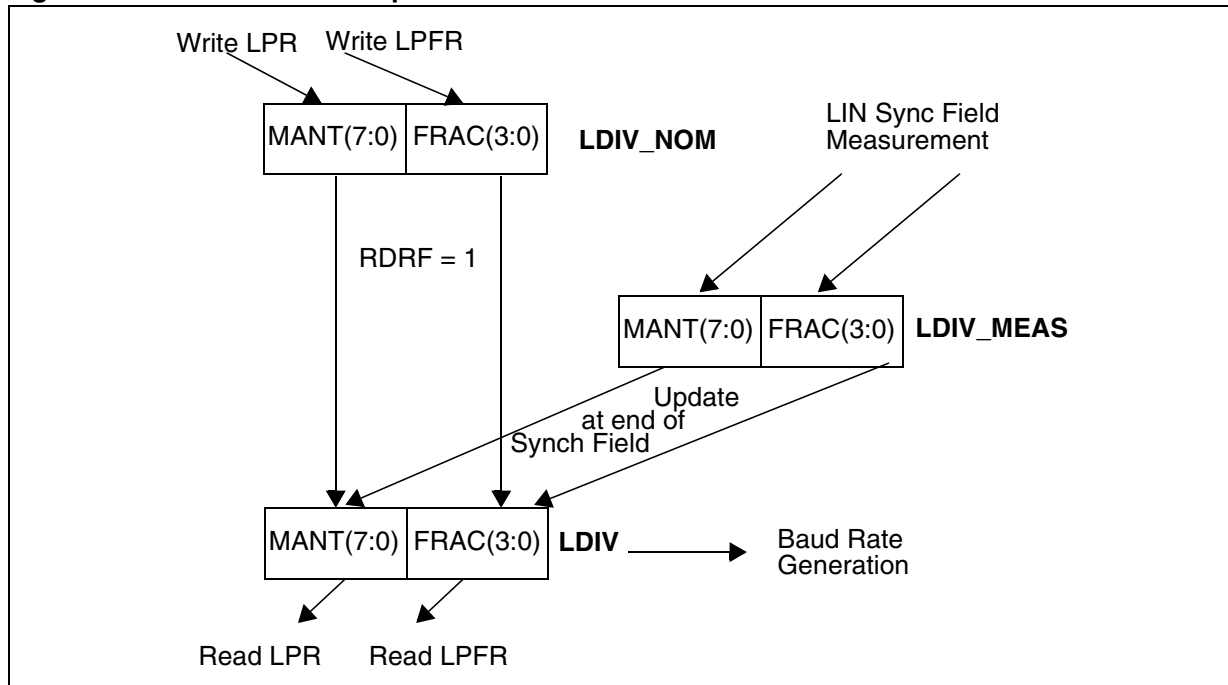 Write LPR
Write LPFR
MANT(7:0)
FRAC(3:0)
LDIV_NOM
LIN Sync Field
Measurement
RDRF = 1
MANT(7:0)
FRAC(3:0)
LDIV_MEAS
Update
at end of
Synch Field
MANT(7:0)
FRAC(3:0)
LDIV
Baud Rate
Generation
Read LPR
Read LPFR